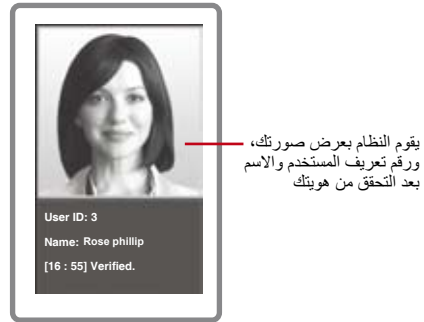 User ID: 3
Name: Rose phillip
[16 : 55] Verified.
يقوم النظام بعرض صورتك،
ورقم تعريف المستخدم والاسم
بعد التحقق من هويتك